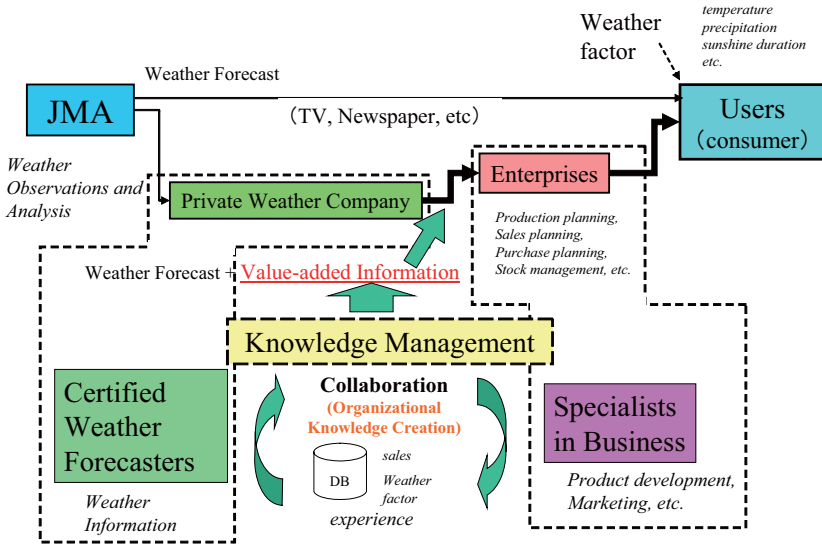 temperature
precipitation
sunshine duration
etc.
Weather
factor
Weather Forecast
JMA
(TV, Newspaper, etc)
Users
(consumer)
Weather
Observations and
Analysis
Private Weather Company
Enterprises
Production planning,
Sales planning,
Purchase planning,
Stock management, etc.
Weather Forecast + Value-added Information
Knowledge Management
Certified
Weather
Forecasters
Weather
Information
Collaboration
(Organizational
Knowledge Creation)
DB
sales
Weather
factor
experience
Specialists
in Business
Product development,
Marketing, etc.